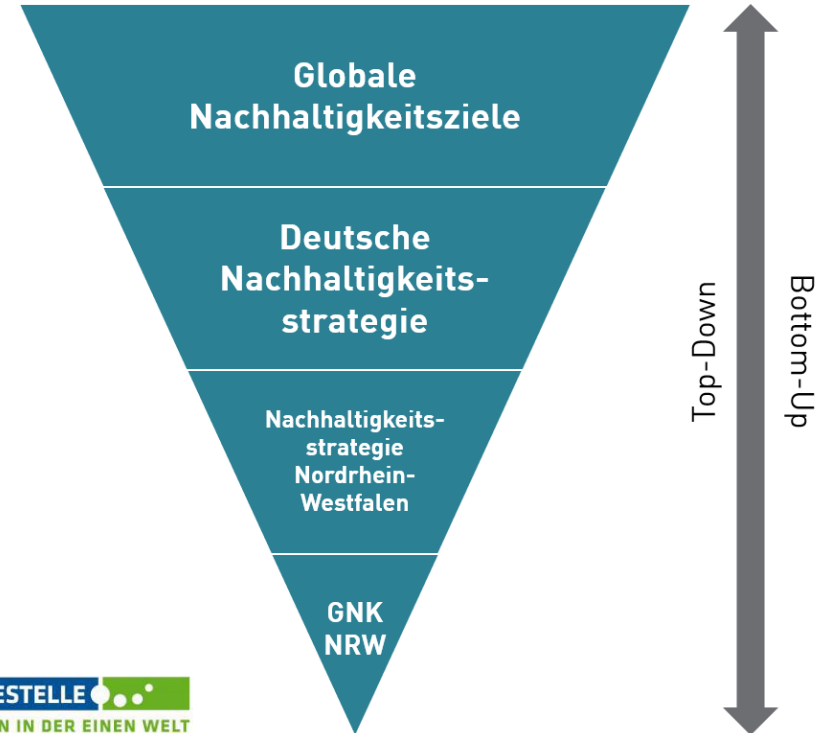 Globale
Nachhaltigkeitsziele
Deutsche
Nachhaltigkeits-
strategie
Nachhaltigkeits-
strategie
Nordrhein-
Westfalen
GNK
NRW
Top-Down
Bottom-Up
ESTELLE
N IN DER EINEN WELT